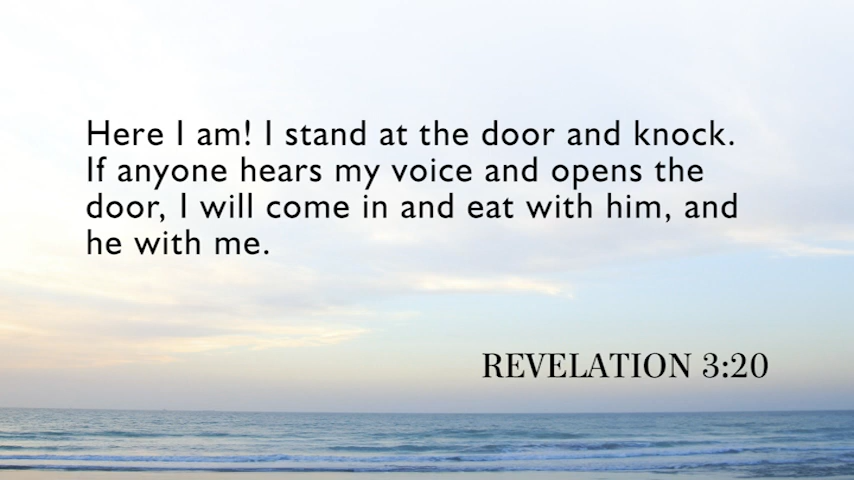 Here I am! I stand at the door and knock.
If anyone hears my voice and opens the
door, I will come in and eat with him, and
he with me.
REVELATION 3:20